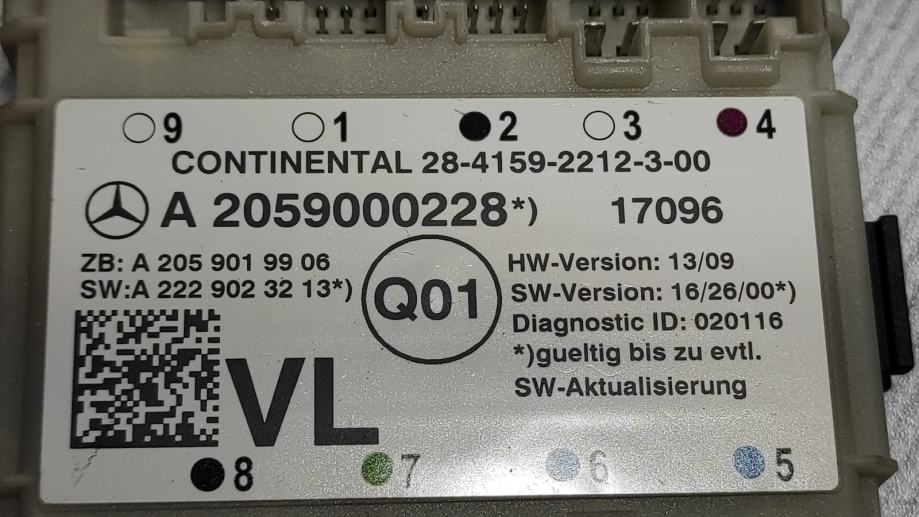 9 1 2 3 4
CONTINENTAL 28-4159-2212-3-00
A 2059000228*) 17096
ZB: A 205 901 99 06
SW:A 222 902 32 13*)
Q01
HW-Version: 13/09
SW-Version: 16/26/00*)
Diagnostic ID: 020116
*)gueltig bis zu evtl.
SW-Aktualisierung
VL
8 7 6 5